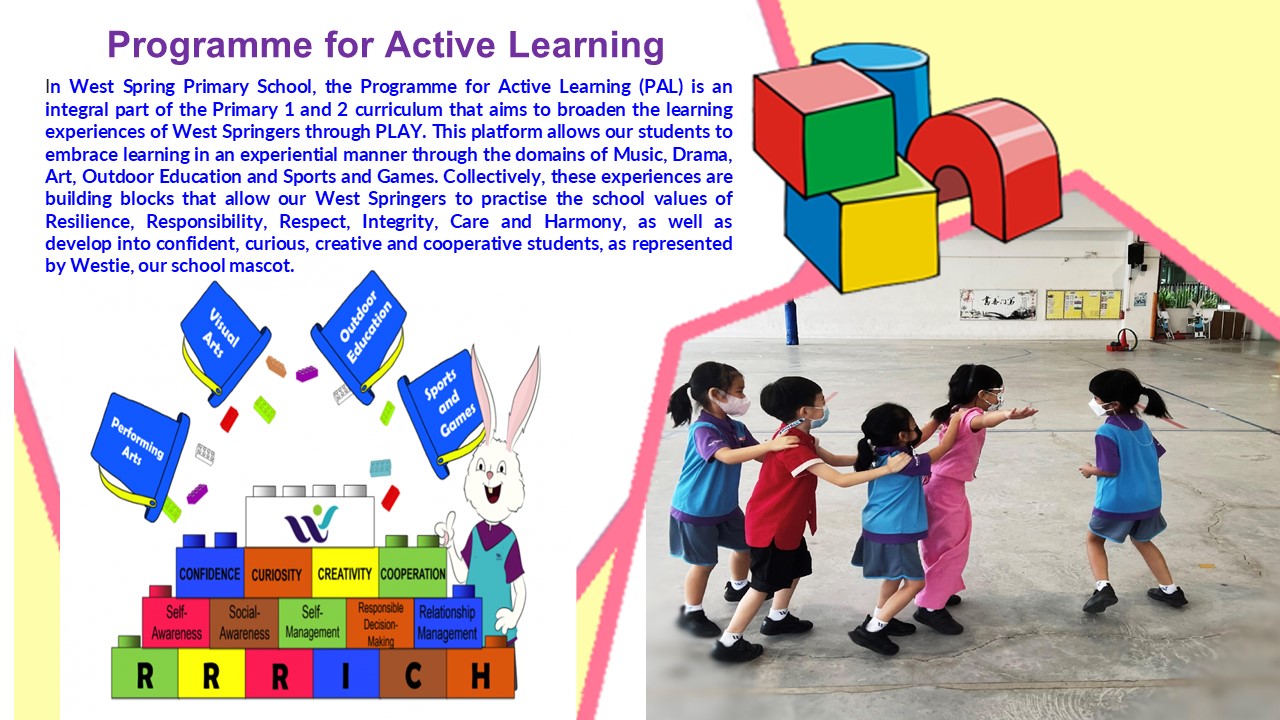 Programme for Active Learning
In West Spring Primary School, the Programme for Active Learning (PAL) is an
integral part of the Primary 1 and 2 curriculum that aims to broaden the learning
experiences of West Springers through PLAY. This platform allows our students to
embrace learning in an experiential manner through the domains of Music, Drama,
Art, Outdoor Education and Sports and Games. Collectively, these experiences are
building blocks that allow our West Springers to practise the school values of
Resilience, Responsibility, Respect, Integrity, Care and Harmony, as well as
develop into confident, curious, creative and cooperative students, as represented
by Westie, our school mascot.
Visual
Arts
Outdoor
Education
Sports
and
Games
Performing
Arts
CONFIDENCE CURIOSITY CREATIVITY COOPERATION
Self-
Awareness
Social-
Awareness
Self-
Management
Responsible
Decision-
Making
Relationship
Management
R R R I C H